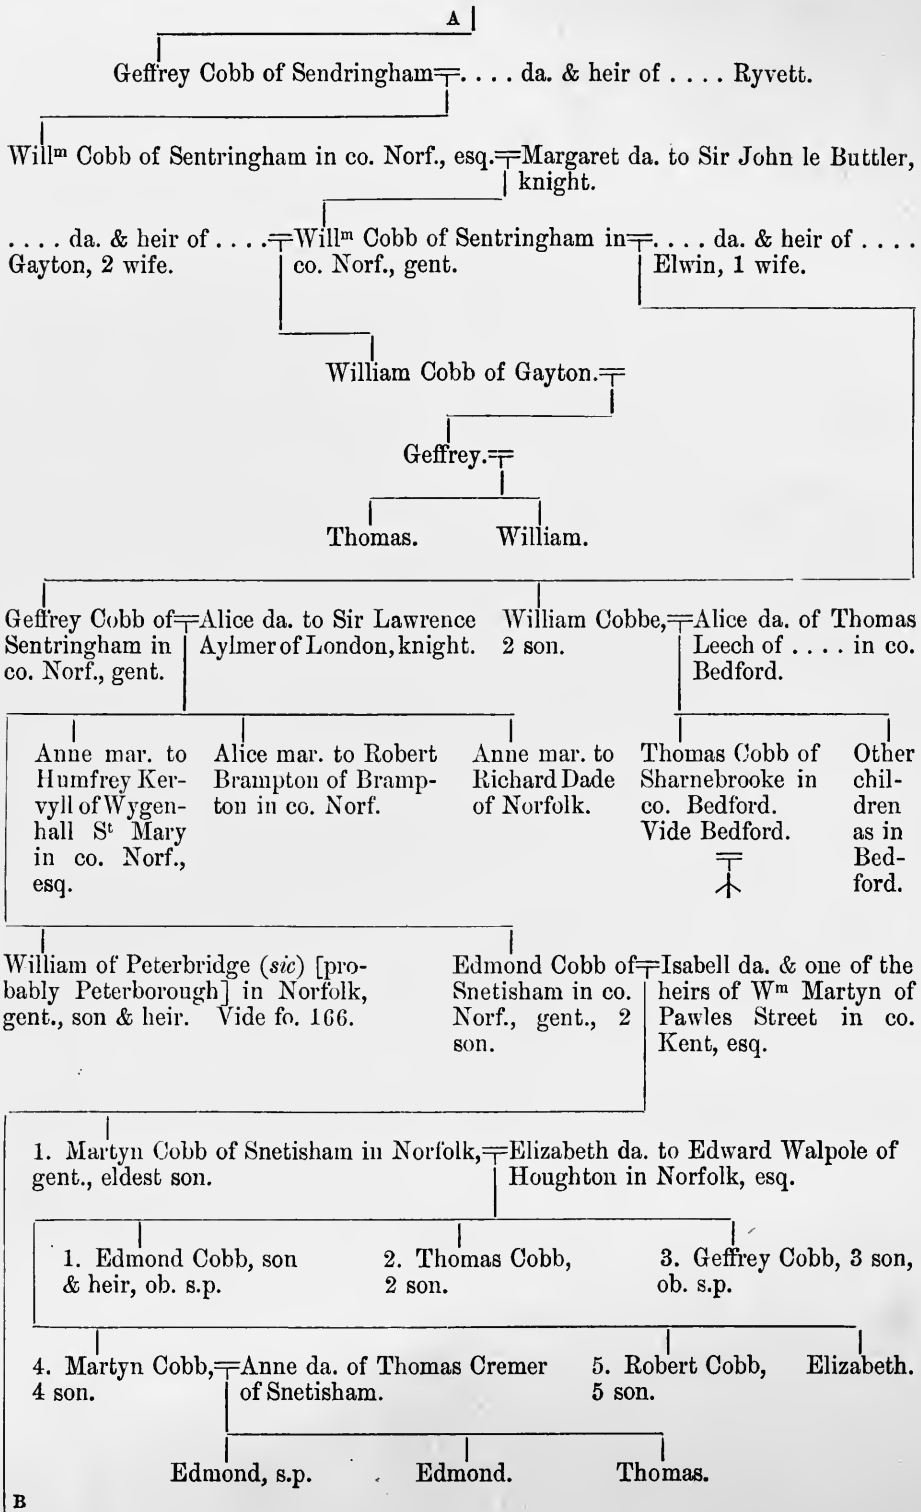 A
Geffrey Cobb of Sendringham=. . . . da. & heir of . . . . Ryvett.
Willᵐ Cobb of Sentringham in co. Norf., esq.=Margaret da. to Sir John le Buttler,
knight.
. . . . da. & heir of . . . .=Willᵐ Cobb of Sentringham in=. . . . da. & heir of . . . .
Gayton, 2 wife. co. Norf., gent. Elwin, 1 wife.
William Cobb of Gayton.=
Geffrey.=
Thomas. William.
Geffrey Cobb of=Alice da. to Sir Lawrence William Cobbe,=Alice da. of Thomas
Sentringham in Aylmer of London, knight. 2 son. Leech of . . . . in co.
co. Norf., gent. Bedford.
Anne mar. to Alice mar. to Robert Anne mar. to Thomas Cobb of Other
Humfrey Ker- Brampton of Bramp- Richard Dade Sharnebrooke in chil-
vyll of Wygen- ton in co. Norf. of Norfolk. co. Bedford. dren
hall Sᵗ Mary Vide Bedford. as in
in co. Norf., Bed-
esq. ford.
William of Peterbridge (sic) [pro- Edmond Cobb of=Isabell da. & one of the
bably Peterborough] in Norfolk, Snetisham in co. heirs of Wᵐ Martyn of
gent., son & heir. Vide fo. 166. Norf., gent., 2 Pawles Street in co.
son. Kent, esq.
1. Martyn Cobb of Snetisham in Norfolk,=Elizabeth da. to Edward Walpole of
gent., eldest son. Houghton in Norfolk, esq.
1. Edmond Cobb, son 2. Thomas Cobb, 3. Geffrey Cobb, 3 son,
& heir, ob. s.p. 2 son. ob. s.p.
4. Martyn Cobb,=Anne da. of Thomas Cremer 5. Robert Cobb, Elizabeth.
4 son. of Snetisham. 5 son.
Edmond, s.p. Edmond. Thomas.
B